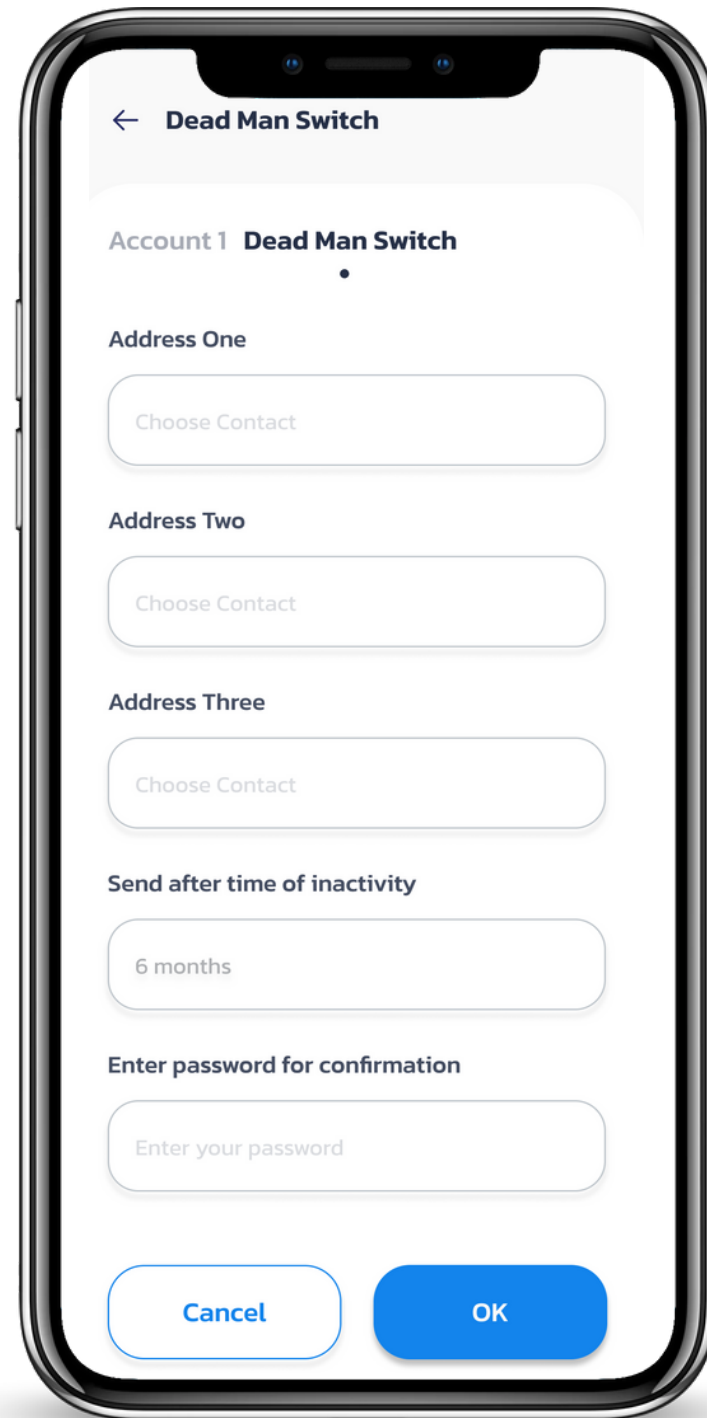 Dead Man Switch
Account 1 Dead Man Switch
Address One
Choose Contact
Address Two
Choose Contact
Address Three
Choose Contact
Send after time of inactivity
6 months
Enter password for confirmation
Enter your password
Cancel OK